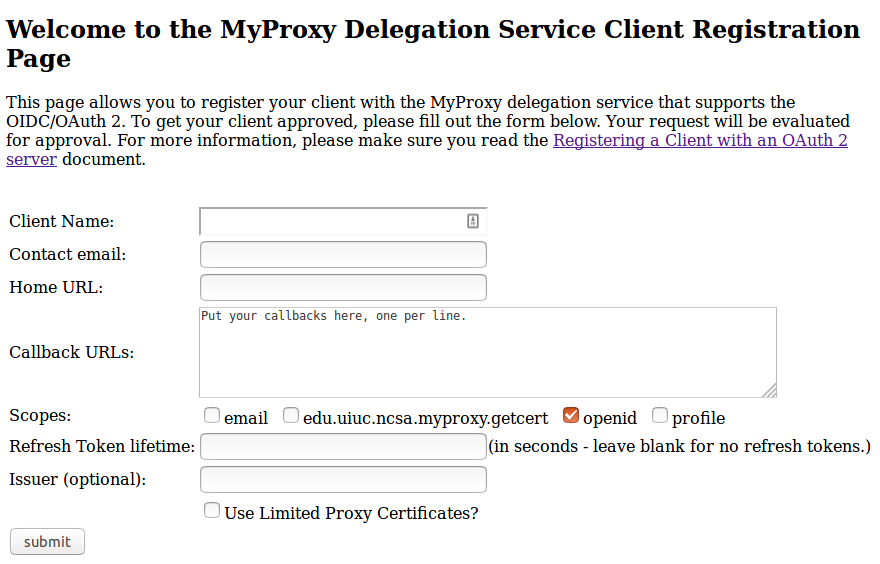 Welcome to the MyProxy Delegation Service Client Registration
Page
This page allows you to register your client with the MyProxy delegation service that supports the
OIDC/OAuth 2. To get your client approved, please fill out the form below. Your request will be evaluated
for approval. For more information, please make sure you read the Registering a Client with an OAuth 2
server document.
Client Name:
Contact email:
Home URL:
Put your callbacks here, one per line.
Callback URLs:
Scopes: email edu.uiuc.ncsa.myproxy.getcert openid profile
Refresh Token lifetime: (in seconds - leave blank for no refresh tokens.)
Issuer (optional):
Use Limited Proxy Certificates?
submit